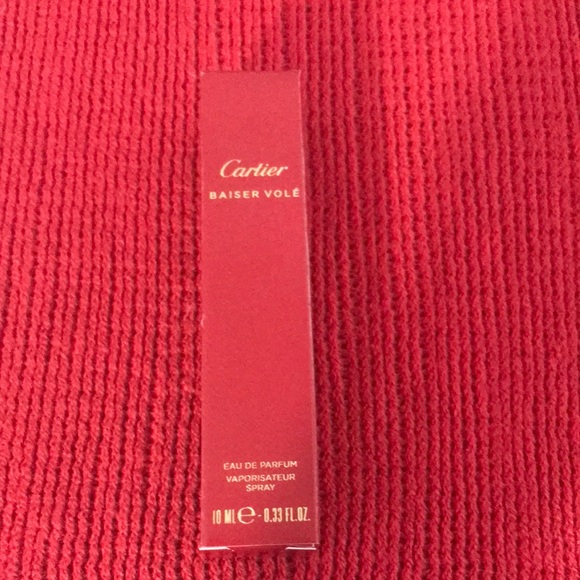 Cartier
BAISER VOLÉ
EAU DE PARFUM
VAPORISATEUR
SPRAY
10 ML e - 0.33 FL.OZ.